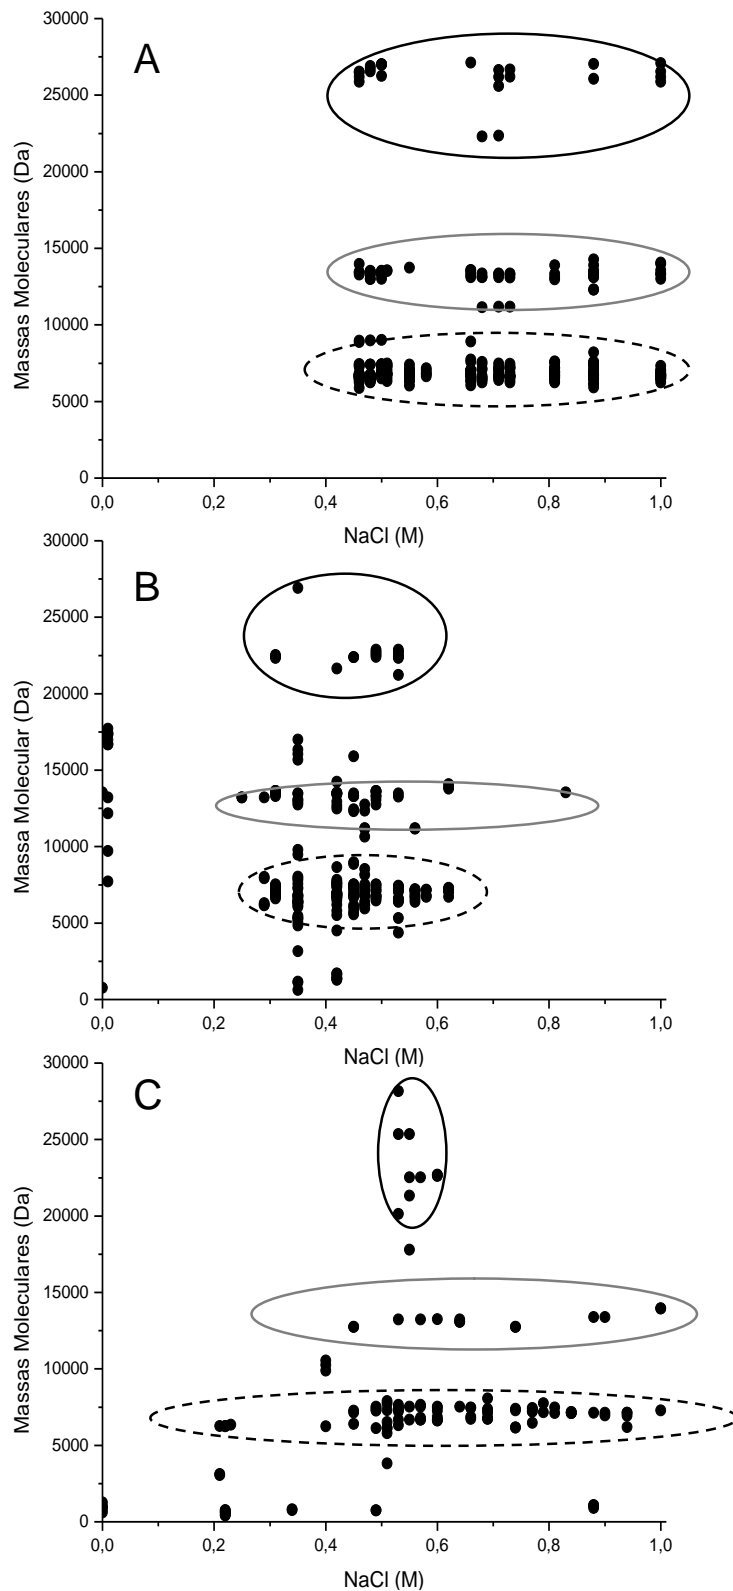 A
30000
25000
20000
15000
10000
5000
0
Massas Moleculares (Da)
0,0 0,2 0,4 0,6 0,8 1,0
NaCl (M)
B
30000
25000
20000
15000
10000
5000
0
Massa Molecular (Da)
0,0 0,2 0,4 0,6 0,8 1,0
NaCl (M)
C
30000
25000
20000
15000
10000
5000
0
Massas Moleculares (Da)
0,0 0,2 0,4 0,6 0,8 1,0
NaCl (M)